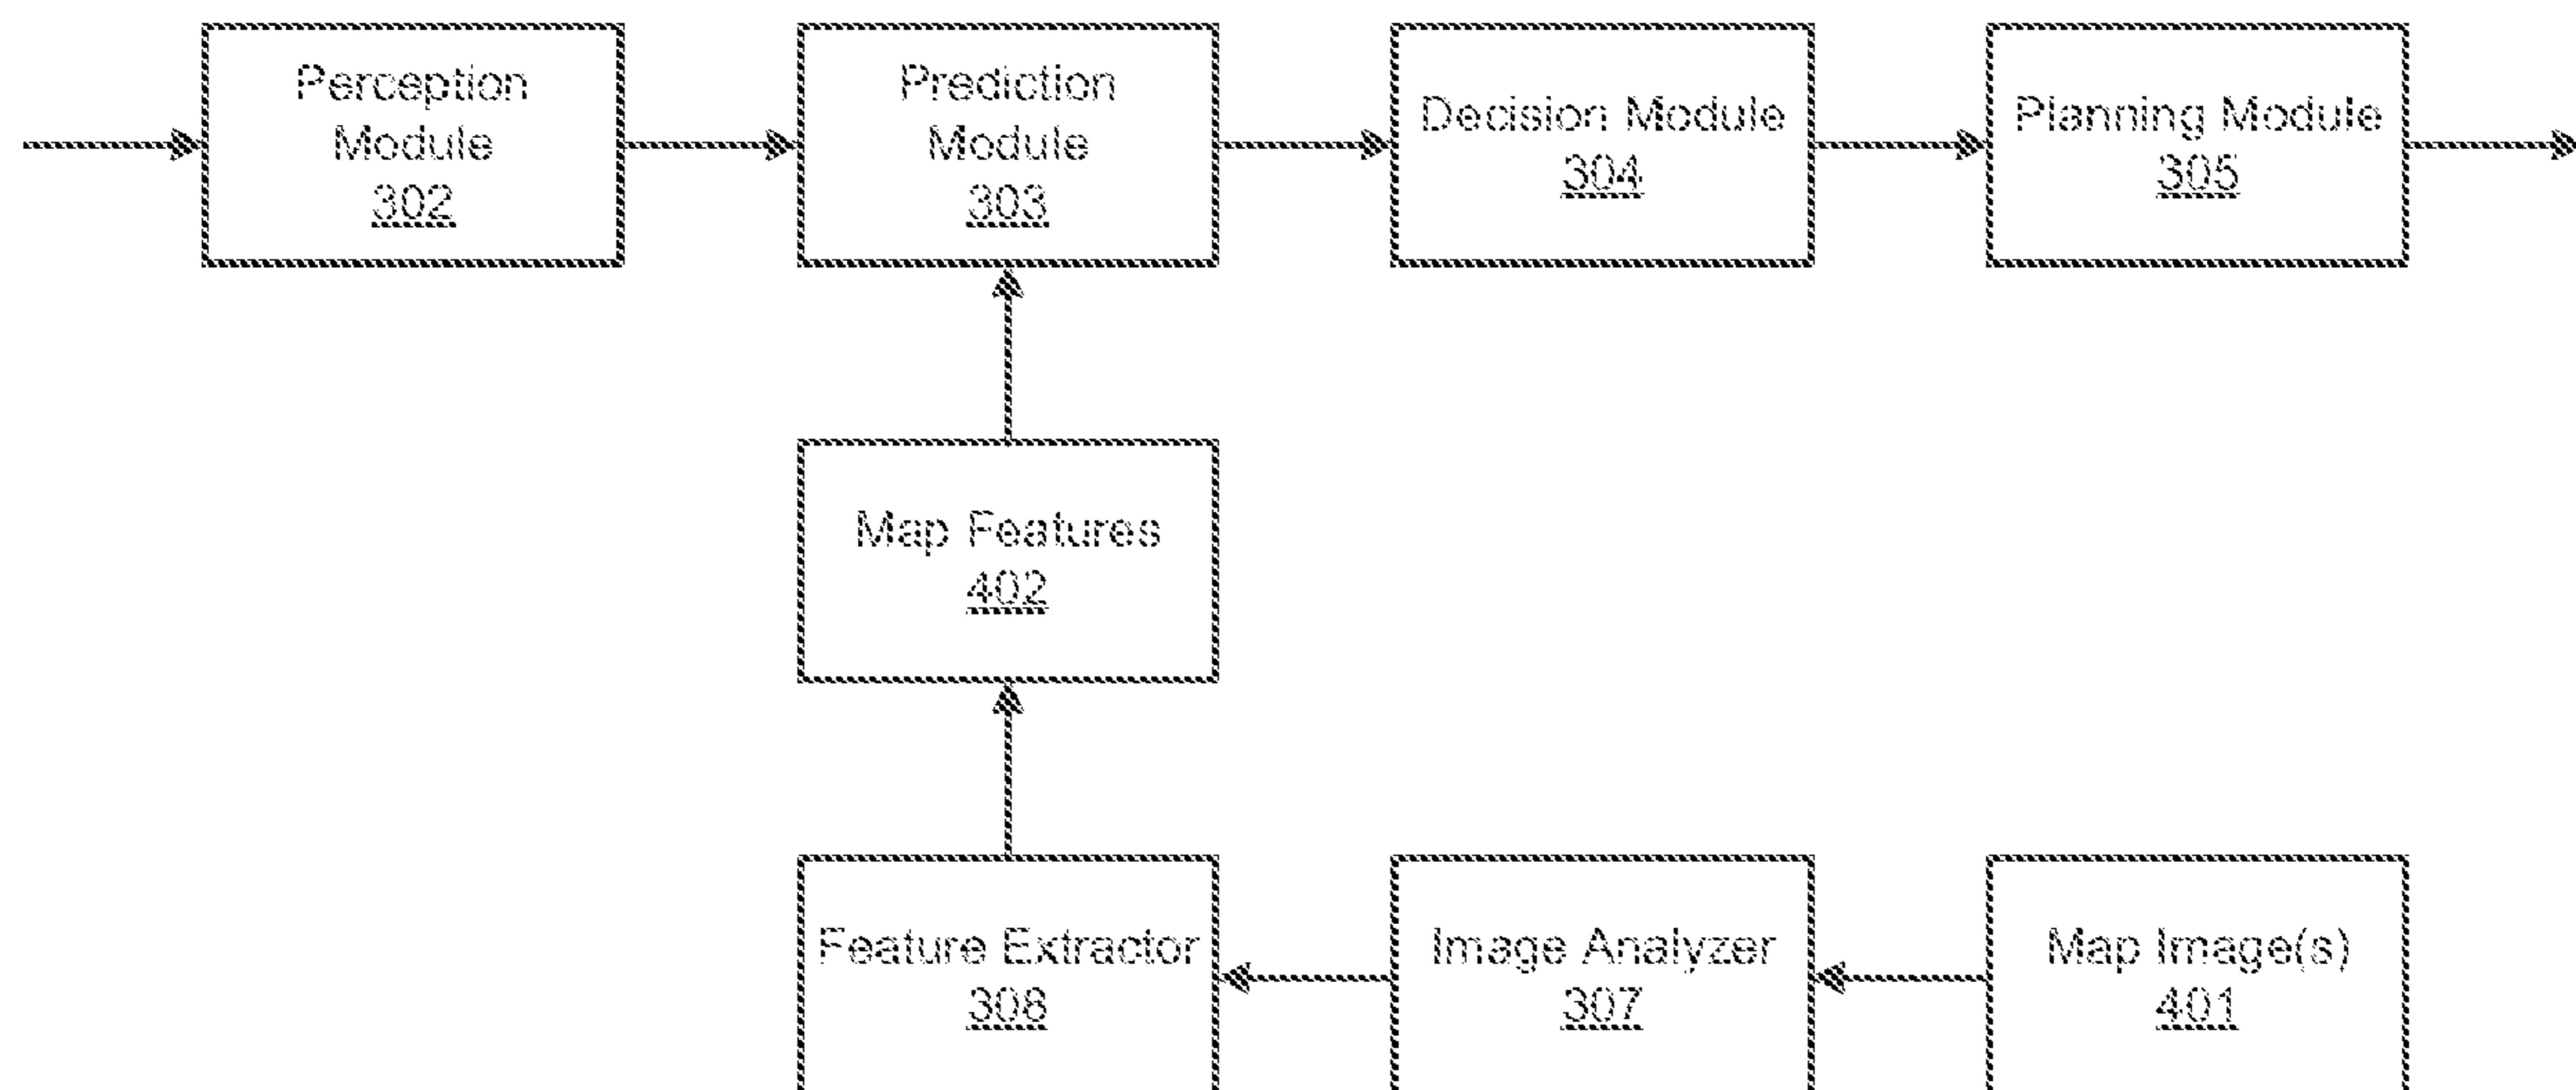 Perception
Module
302
Prediction
Module
303
Decision Module
304
Planning Module
305
Map Features
402
Feature Extractor
308
Image Analyzer
307
Map Image(s)
401